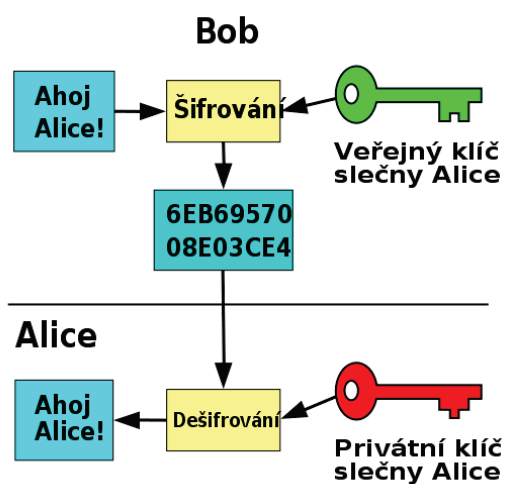 Bob
Ahoj
Alice!
Šifrování
Veřejný klíč
slečny Alice
6EB69570
08E03CE4
Alice
Ahoj
Alice!
Dešifrování
Privátní klíč
slečny Alice